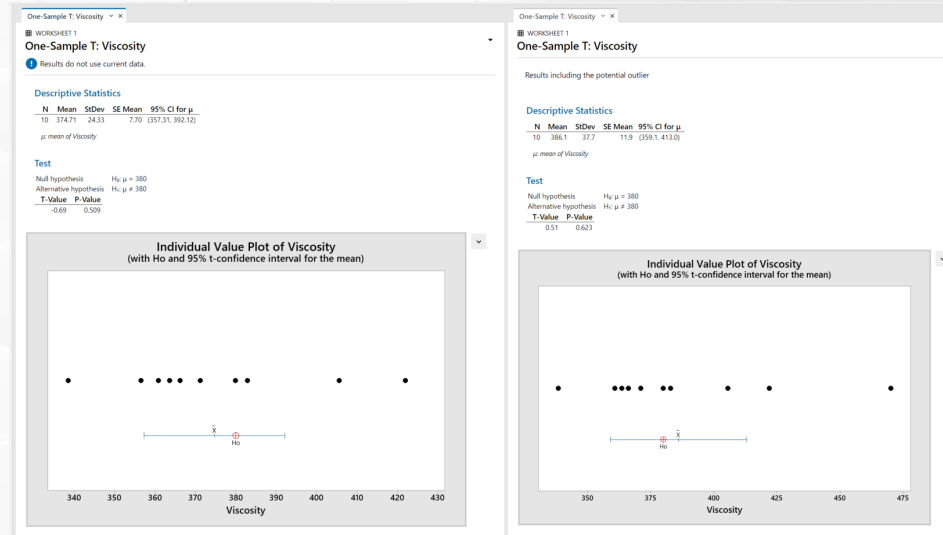 One-Sample T: Viscosity
WORKSHEET 1
One-Sample T: Viscosity
Results do not use current data.
Descriptive Statistics
N Mean StDev SE Mean 95% CI for μ
10 374.71 24.33 7.70 (357.31, 392.12)
μ: mean of Viscosity
Test
Null hypothesis H₀: μ = 380
Alternative hypothesis H₁: μ ≠ 380
T-Value P-Value
-0.69 0.509
Individual Value Plot of Viscosity
(with Ho and 95% t-confidence interval for the mean)
X̄
Ho
340 350 360 370 380 390 400 410 420 430
Viscosity
One-Sample T: Viscosity
WORKSHEET 1
One-Sample T: Viscosity
Results including the potential outlier
Descriptive Statistics
N Mean StDev SE Mean 95% CI for μ
10 386.1 37.7 11.9 (359.1, 413.0)
μ: mean of Viscosity
Test
Null hypothesis H₀: μ = 380
Alternative hypothesis H₁: μ ≠ 380
T-Value P-Value
0.51 0.623
Individual Value Plot of Viscosity
(with Ho and 95% t-confidence interval for the mean)
X̄
Ho
350 375 400 425 450 475
Viscosity